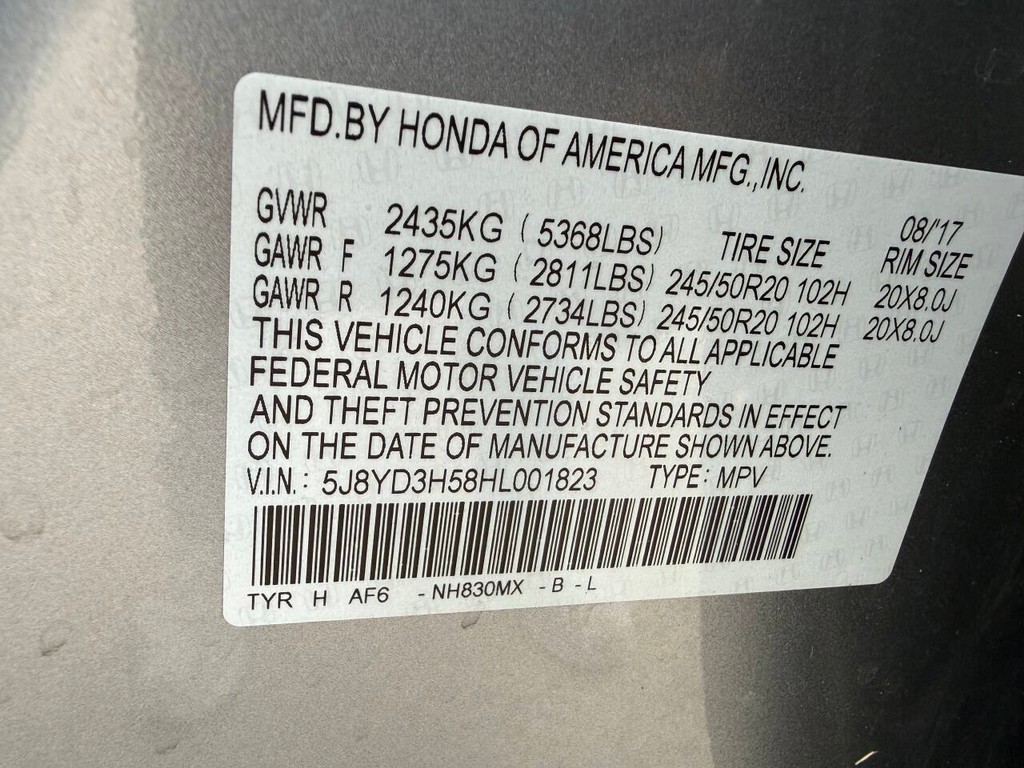 MFD.BY HONDA OF AMERICA MFG.,INC.
08/'17
GVWR 2435KG ( 5368LBS) TIRE SIZE RIM SIZE
GAWR F 1275KG ( 2811LBS) 245/50R20 102H 20X8.0J
GAWR R 1240KG ( 2734LBS) 245/50R20 102H 20X8.0J
THIS VEHICLE CONFORMS TO ALL APPLICABLE
FEDERAL MOTOR VEHICLE SAFETY
AND THEFT PREVENTION STANDARDS IN EFFECT
ON THE DATE OF MANUFACTURE SHOWN ABOVE.
V.I.N.: 5J8YD3H58HL001823 TYPE: MPV
TYR H AF6 - NH830MX - B - L